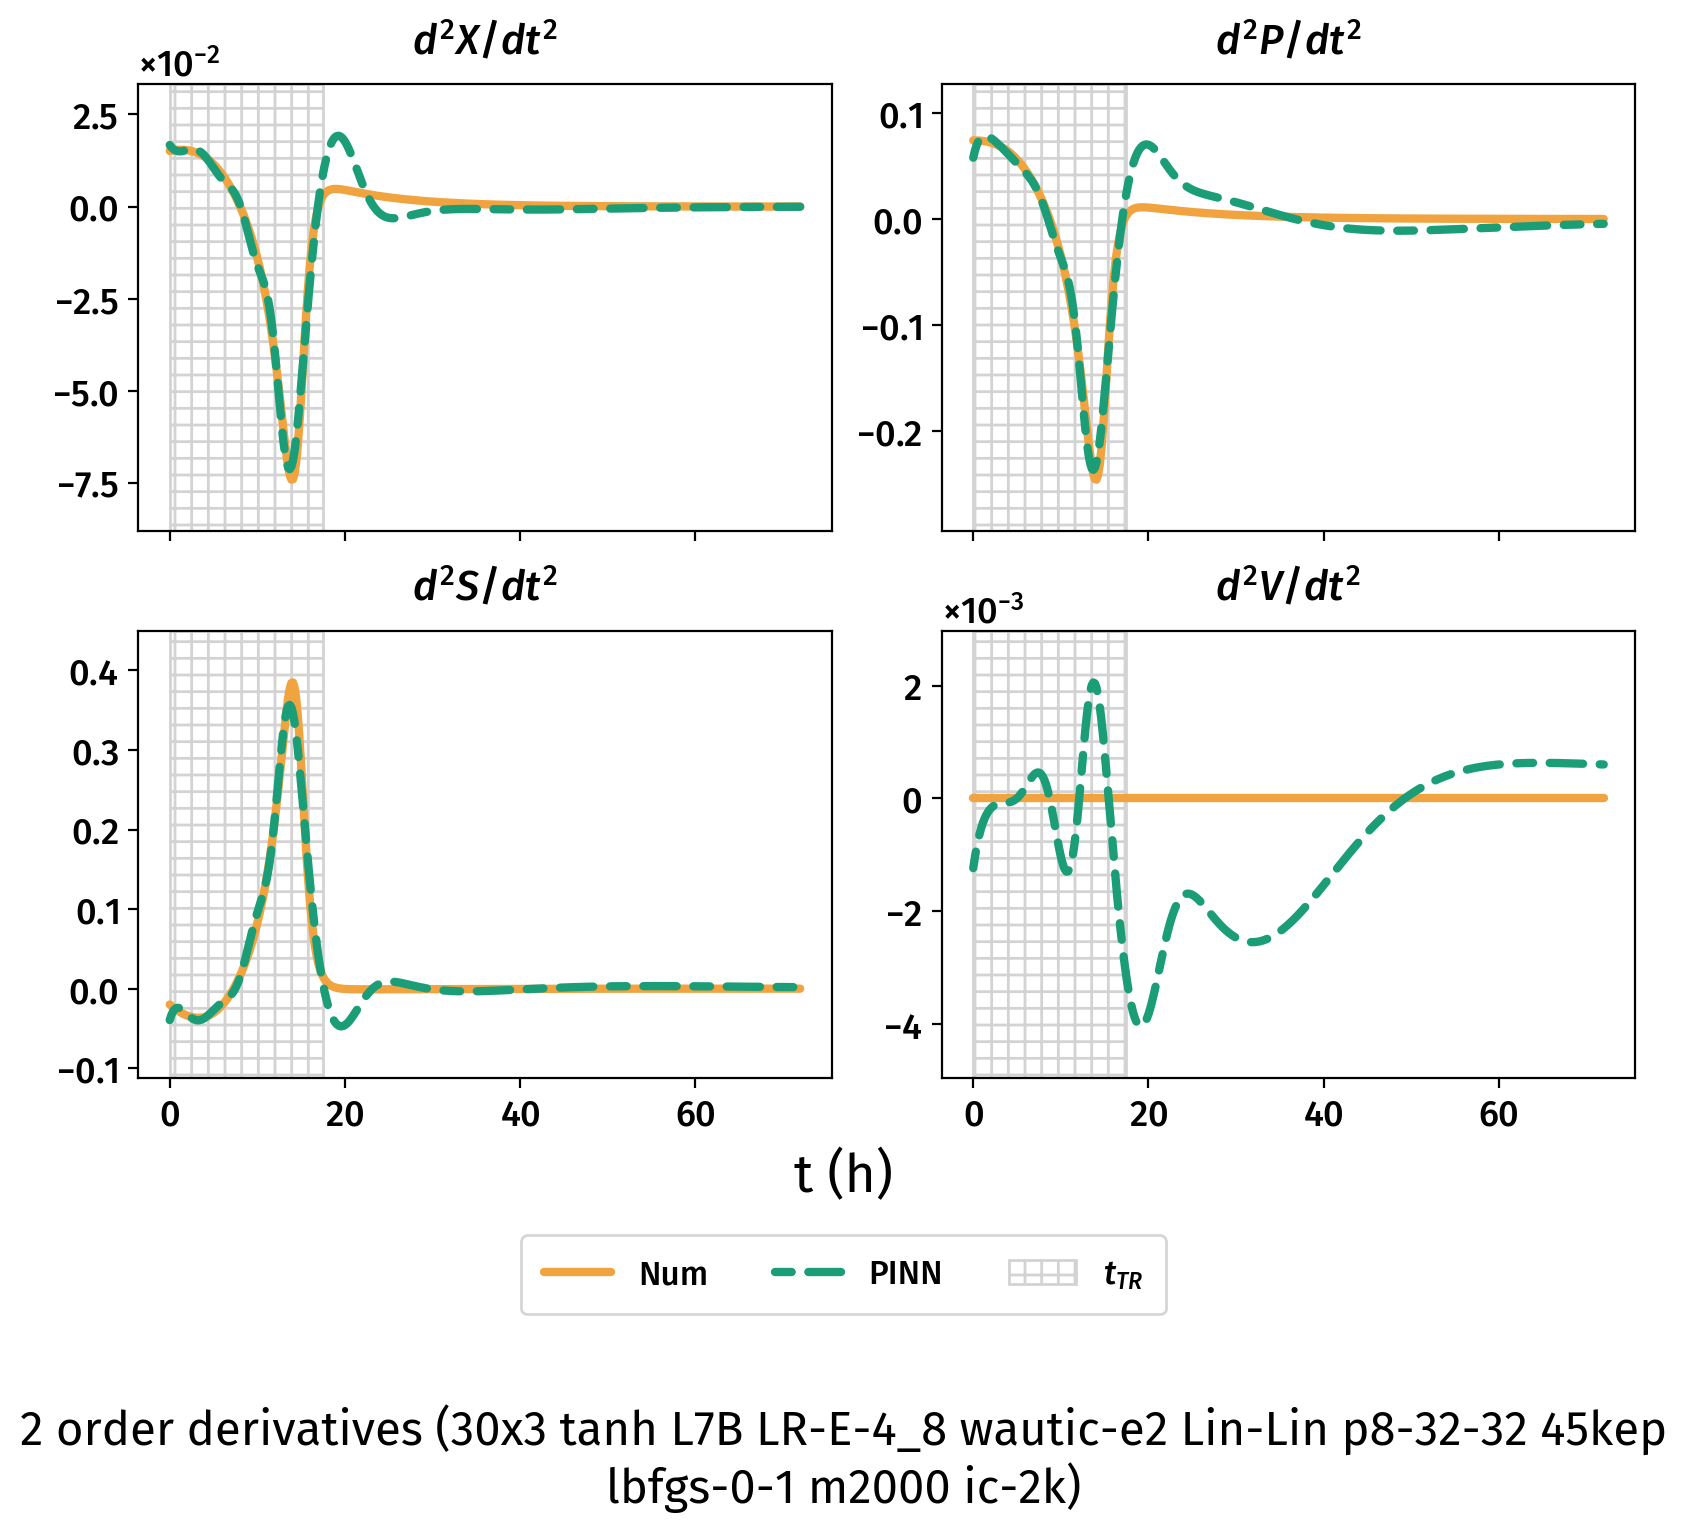 d²X/dt²
×10⁻²
2.5
0.0
−2.5
−5.0
−7.5
d²P/dt²
0.1
0.0
−0.1
−0.2
d²S/dt²
0.4
0.3
0.2
0.1
0.0
−0.1
0 20 40 60
d²V/dt²
×10⁻³
2
0
−2
−4
0 20 40 60
t (h)
Num PINN t_TR
2 order derivatives (30x3 tanh L7B LR-E-4_8 wautic-e2 Lin-Lin p8-32-32 45kep
lbfgs-0-1 m2000 ic-2k)